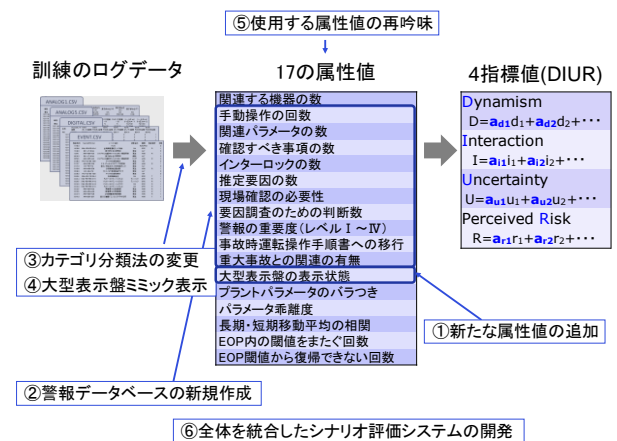 ⑤使用する属性値の再吟味
訓練のログデータ
17の属性値
4指標値(DIUR)
ANALOG1.CSV
ANALOG3.CSV
DIGITAL.CSV
EVENT.CSV
関連する機器の数
手動操作の回数
関連パラメータの数
確認すべき事項の数
インターロックの数
推定要因の数
現場確認の必要性
要因調査のための判断数
警報の重要度(レベルⅠ～Ⅳ)
事故時運転操作手順書への移行
重大事故との関連の有無
大型表示盤の表示状態
プラントパラメータのバラつき
パラメータ乖離度
長期・短期移動平均の相関
EOP内の閾値をまたぐ回数
EOP閾値から復帰できない回数
Dynamism
D=ad1d1+ad2d2+･･･
Interaction
I=ai1i1+ai2i2+･･･
Uncertainty
U=au1u1+au2u2+･･･
Perceived Risk
R=ar1r1+ar2r2+･･･
③カテゴリ分類法の変更
④大型表示盤ミミック表示
①新たな属性値の追加
②警報データベースの新規作成
⑥全体を統合したシナリオ評価システムの開発